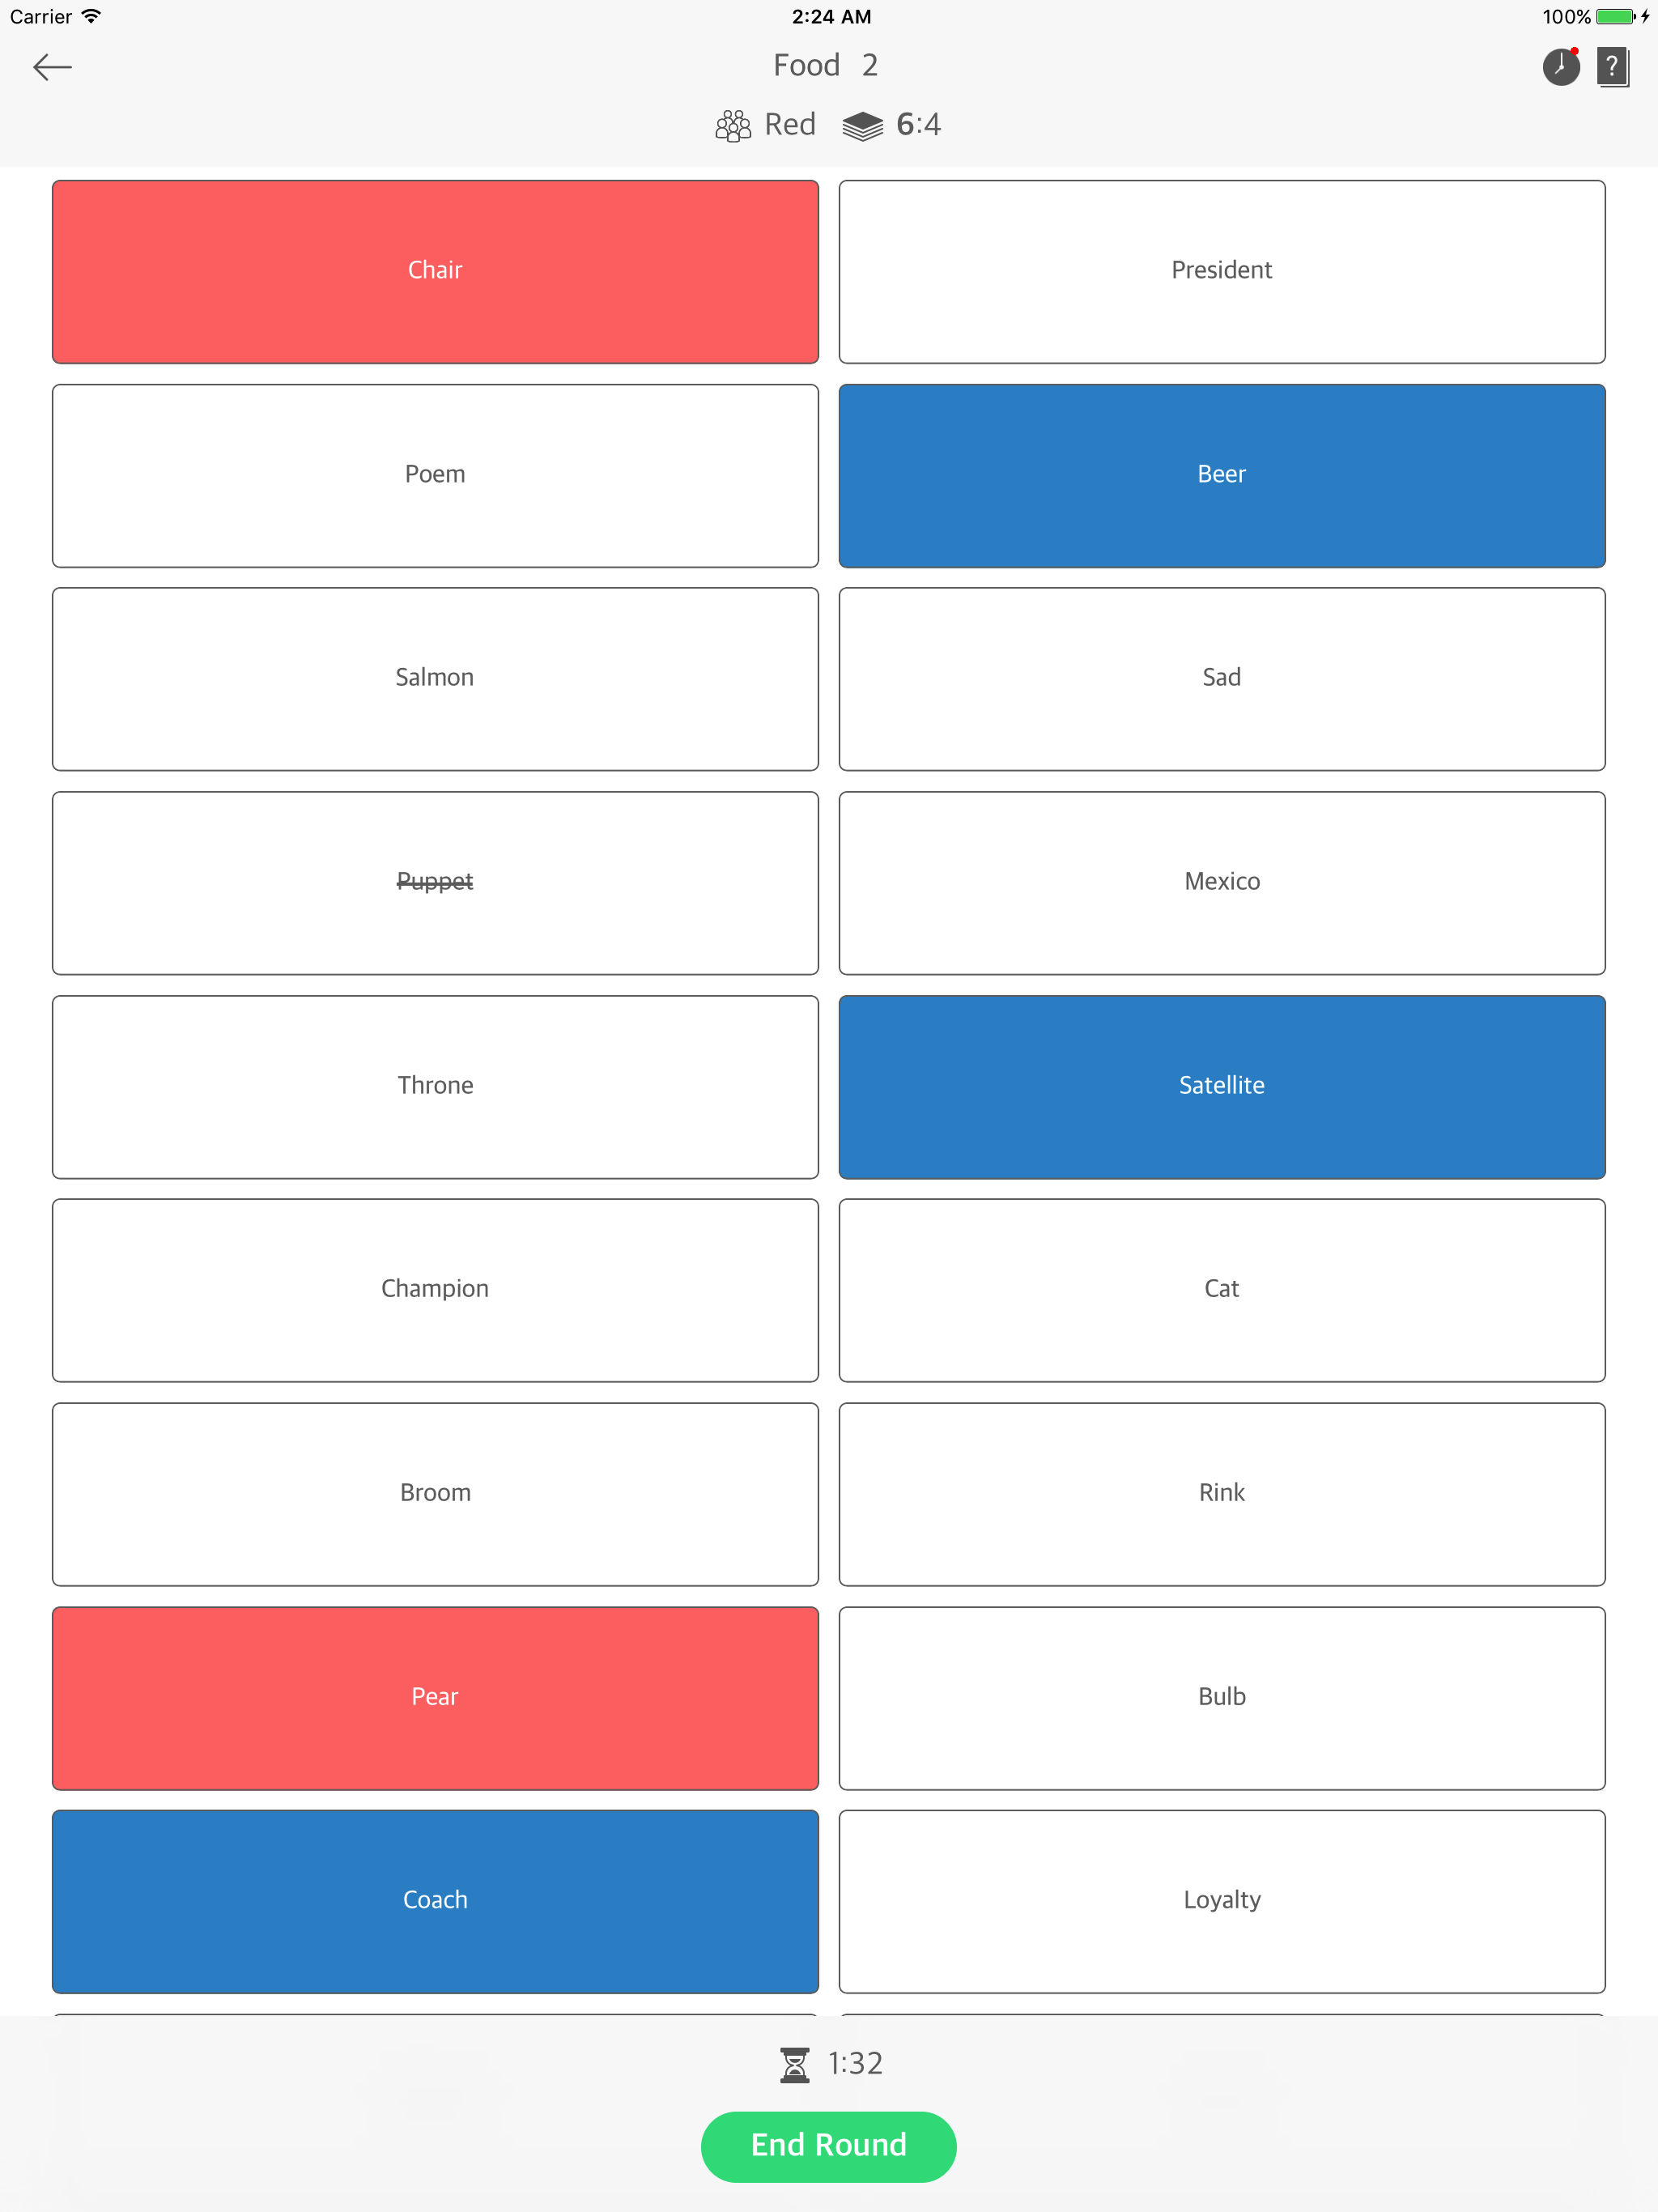 Carrier 2:24 AM 100%
Food 2
Red 6:4
Chair President
Poem Beer
Salmon Sad
Puppet Mexico
Throne Satellite
Champion Cat
Broom Rink
Pear Bulb
Coach Loyalty
1:32
End Round